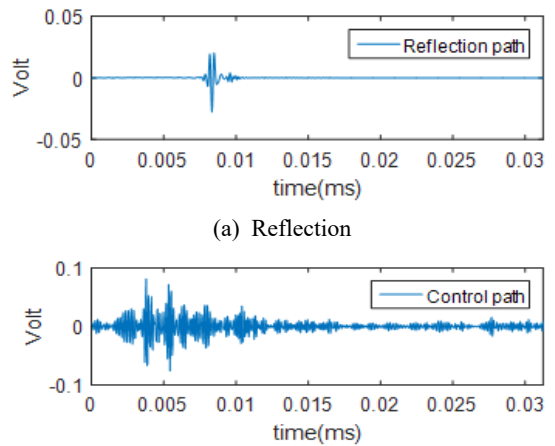 0.05
Reflection path
Volt
0
-0.05
0 0.005 0.01 0.015 0.02 0.025 0.03
time(ms)
(a) Reflection
0.1
Control path
Volt
0
-0.1
0 0.005 0.01 0.015 0.02 0.025 0.03
time(ms)